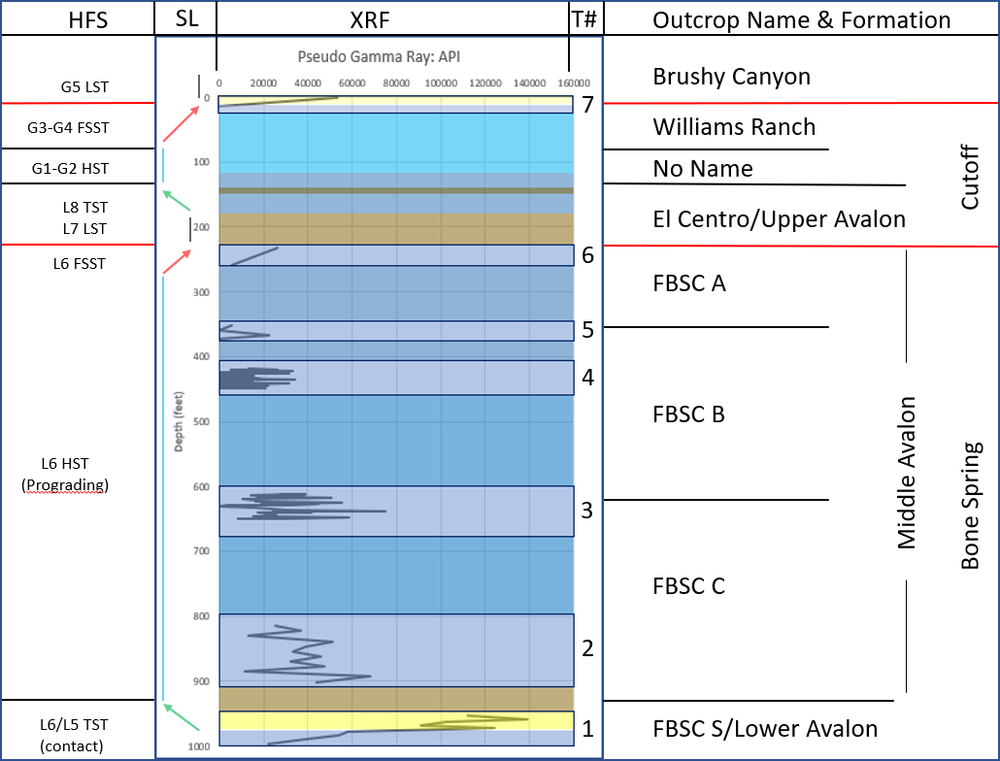 HFS SL XRF T# Outcrop Name & Formation
Pseudo Gamma Ray: API
0 20000 40000 60000 80000 100000 120000 140000 160000
G5 LST
Brushy Canyon
0
7
G3-G4 FSST
Williams Ranch
100
G1-G2 HST
No Name
Cutoff
L8 TST
L7 LST
200
El Centro/Upper Avalon
L6 FSST
6
FBSC A
300
5
400
4
FBSC B
Depth (feet)
500
L6 HST
(Prograding)
600
3
Middle Avalon
Bone Spring
700
FBSC C
800
2
900
L6/L5 TST
(contact)
1
FBSC S/Lower Avalon
1000